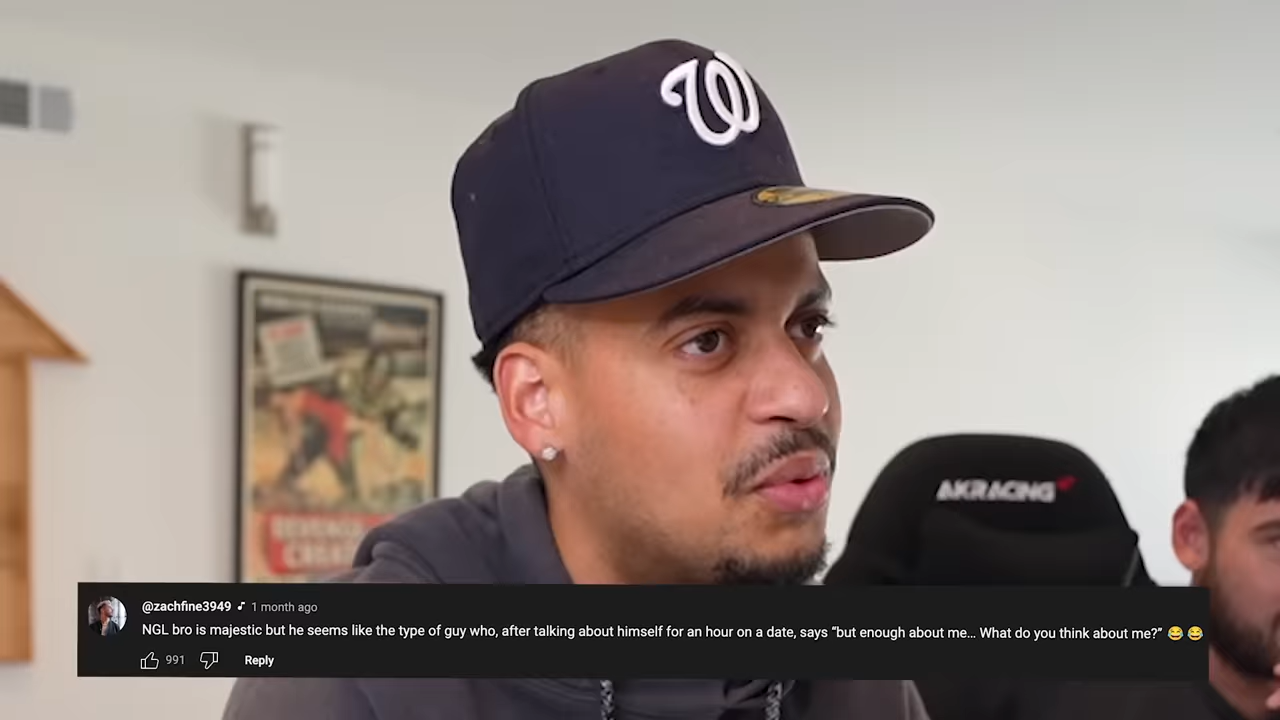 W
AKRACING
REVENGE
CREAT
@zachfine3949 1 month ago
NGL bro is majestic but he seems like the type of guy who, after talking about himself for an hour on a date, says “but enough about me... What do you think about me?” 😂 😂
991
Reply